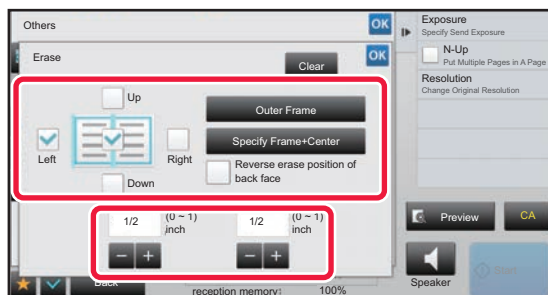 Others
OK
Exposure
Specify Send Exposure
Erase
OK
Clear
N-Up
Put Multiple Pages in A Page
Resolution
Change Original Resolution
Up
Outer Frame
Left
Right
Specify Frame+Center
Reverse erase position of
back face
Down
1/2
(0 ~ 1)
inch
1/2
(0 ~ 1)
inch
Preview
CA
Back
reception memory:
100%
Speaker
Start